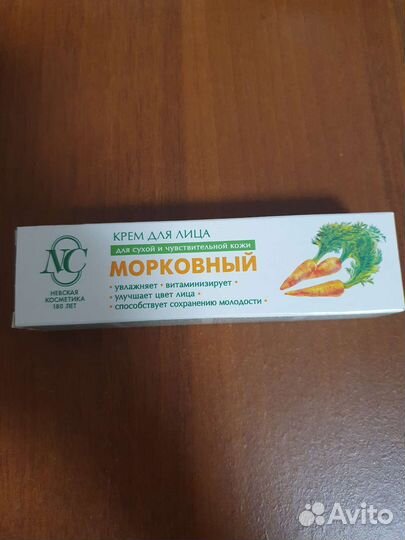 КРЕМ ДЛЯ ЛИЦА
для сухой и чувствительной кожи
МОРКОВНЫЙ
• увлажняет • витаминизирует •
• улучшает цвет лица •
• способствует сохранению молодости •
NC
НЕВСКАЯ
КОСМЕТИКА
180 ЛЕТ
Avito